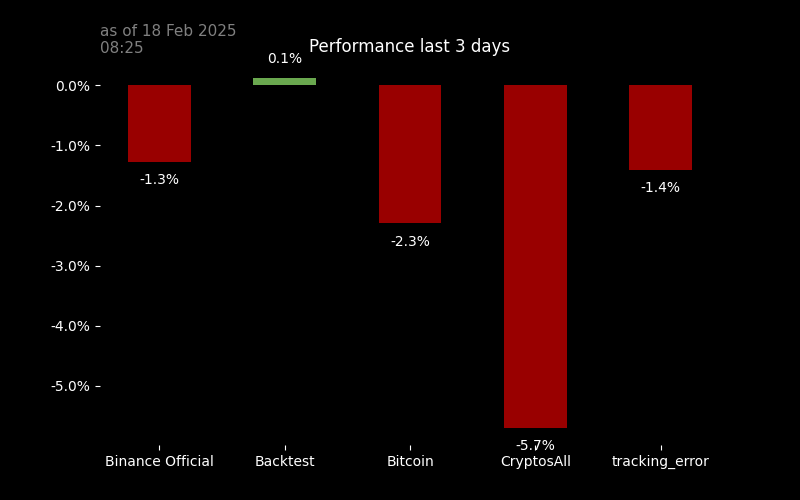 as of 18 Feb 2025
08:25
Performance last 3 days
0.1%
0.0%
-1.0%
-1.3%
-1.4%
-2.0%
-2.3%
-3.0%
-4.0%
-5.0%
-5.7%
Binance Official
Backtest
Bitcoin
CryptosAll
tracking_error